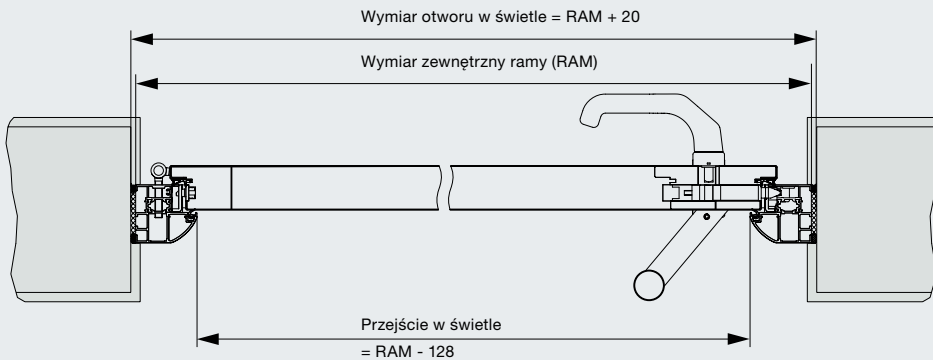 Wymiar otworu w świetle = RAM + 20
Wymiar zewnętrzny ramy (RAM)
Przejście w świetle
= RAM - 128